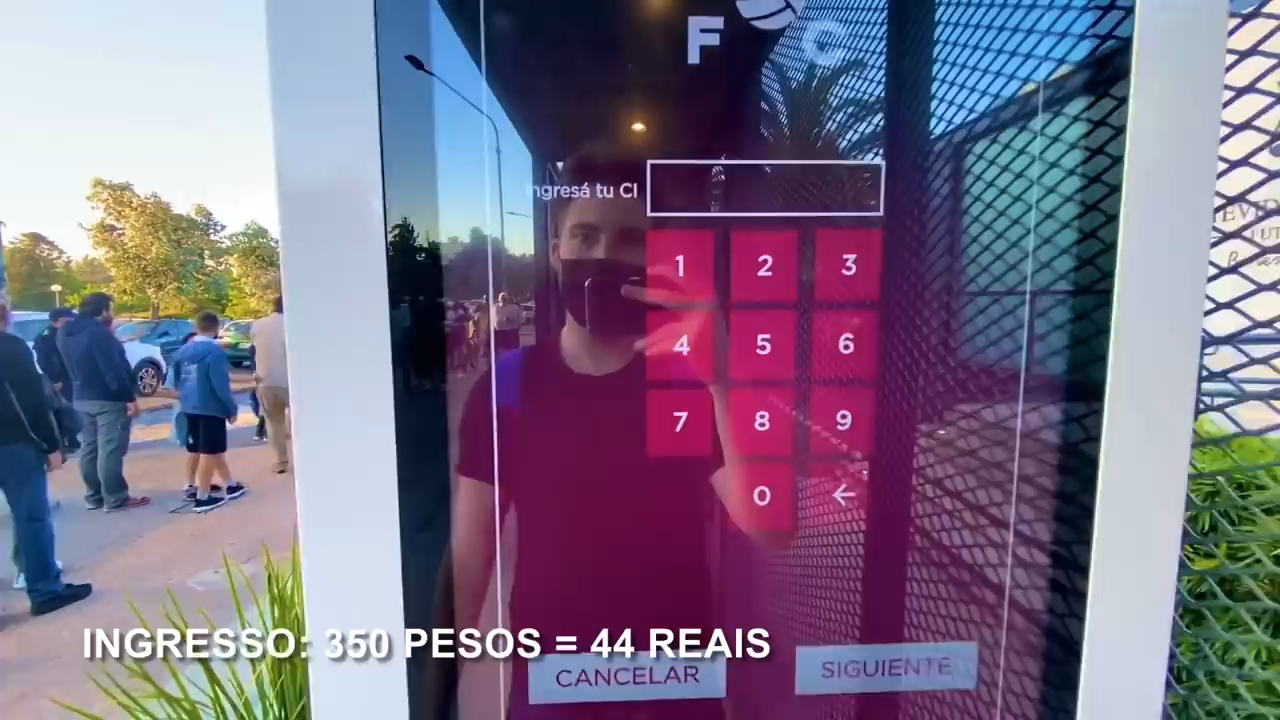 F C
Ingresá tu CI
1 2 3
4 5 6
7 8 9
0 ←
INGRESSO: 350 PESOS = 44 REAIS
CANCELAR SIGUIENTE